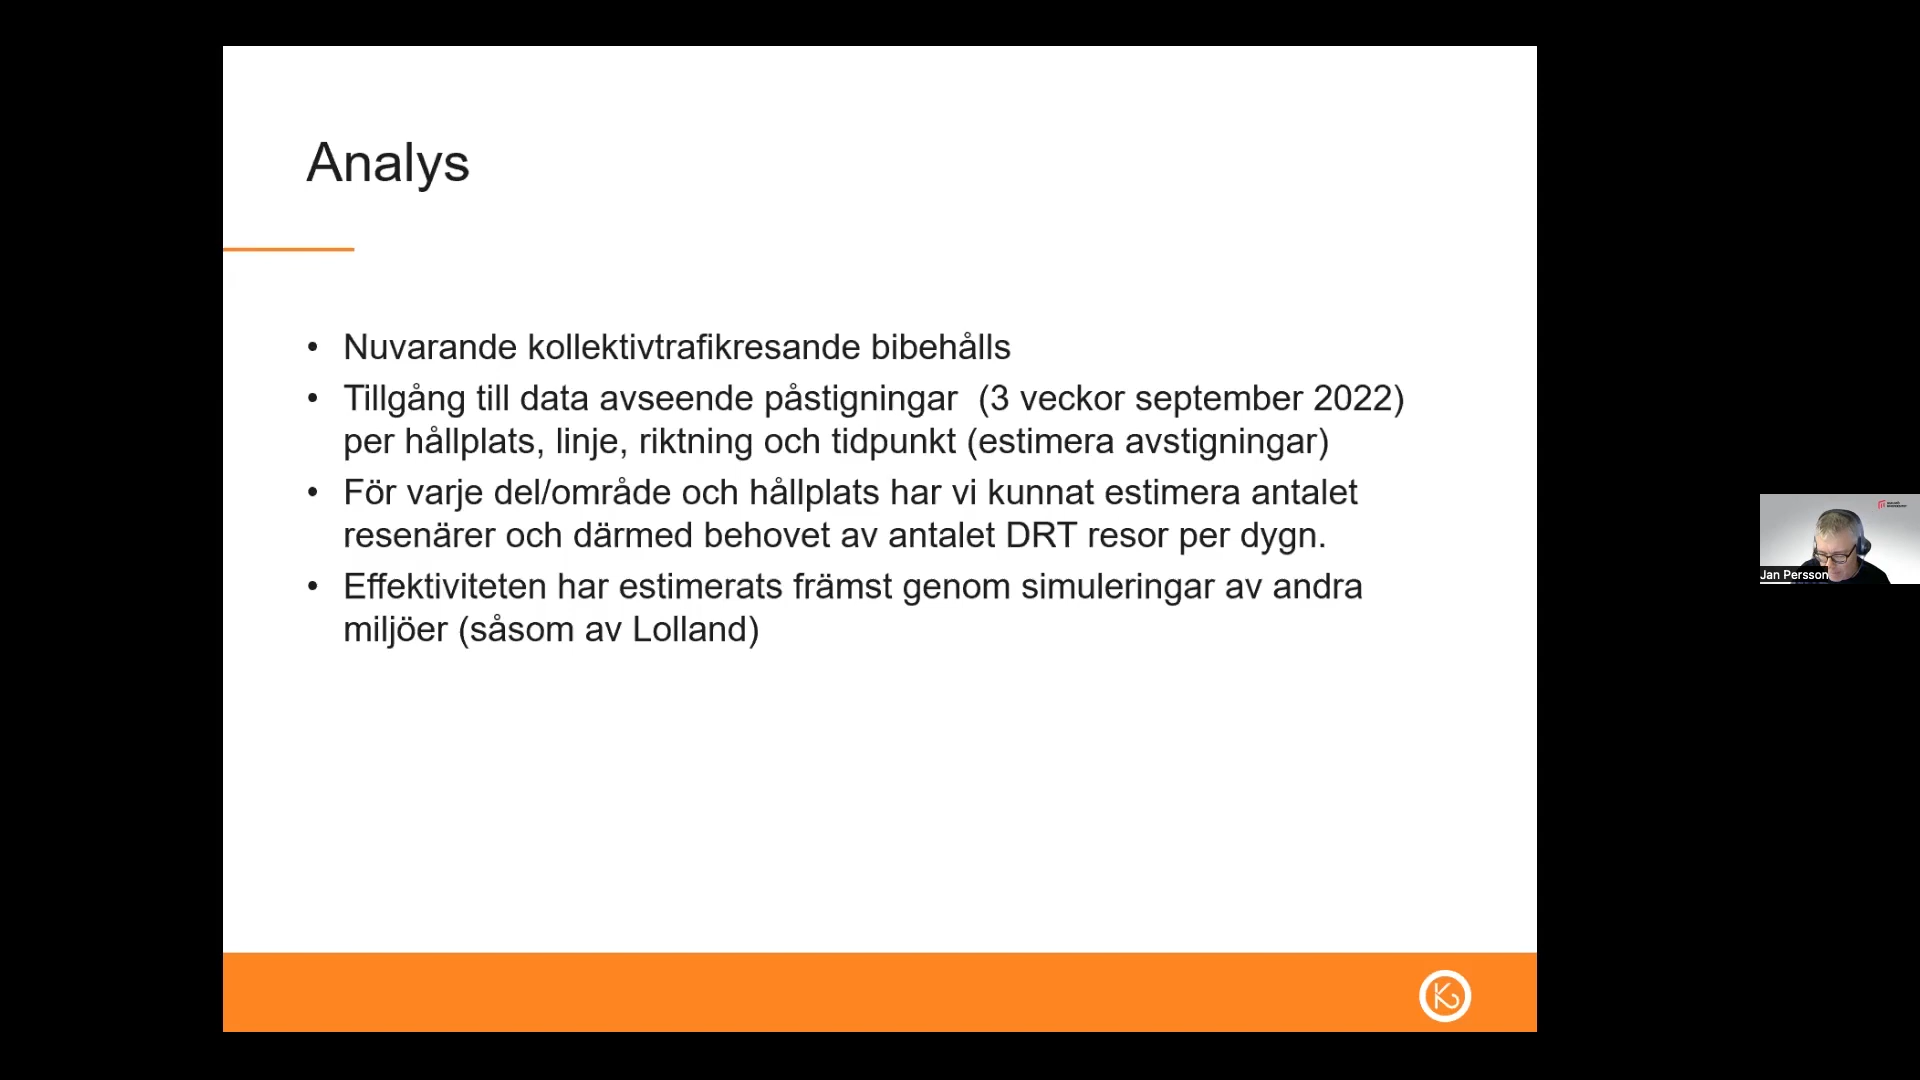 Analys
• Nuvarande kollektivtrafikresande bibehålls
• Tillgång till data avseende påstigningar (3 veckor september 2022)
per hållplats, linje, riktning och tidpunkt (estimera avstigningar)
• För varje del/område och hållplats har vi kunnat estimera antalet
resenärer och därmed behovet av antalet DRT resor per dygn.
• Effektiviteten har estimerats främst genom simuleringar av andra
miljöer (såsom av Lolland)
Jan Persson
K2